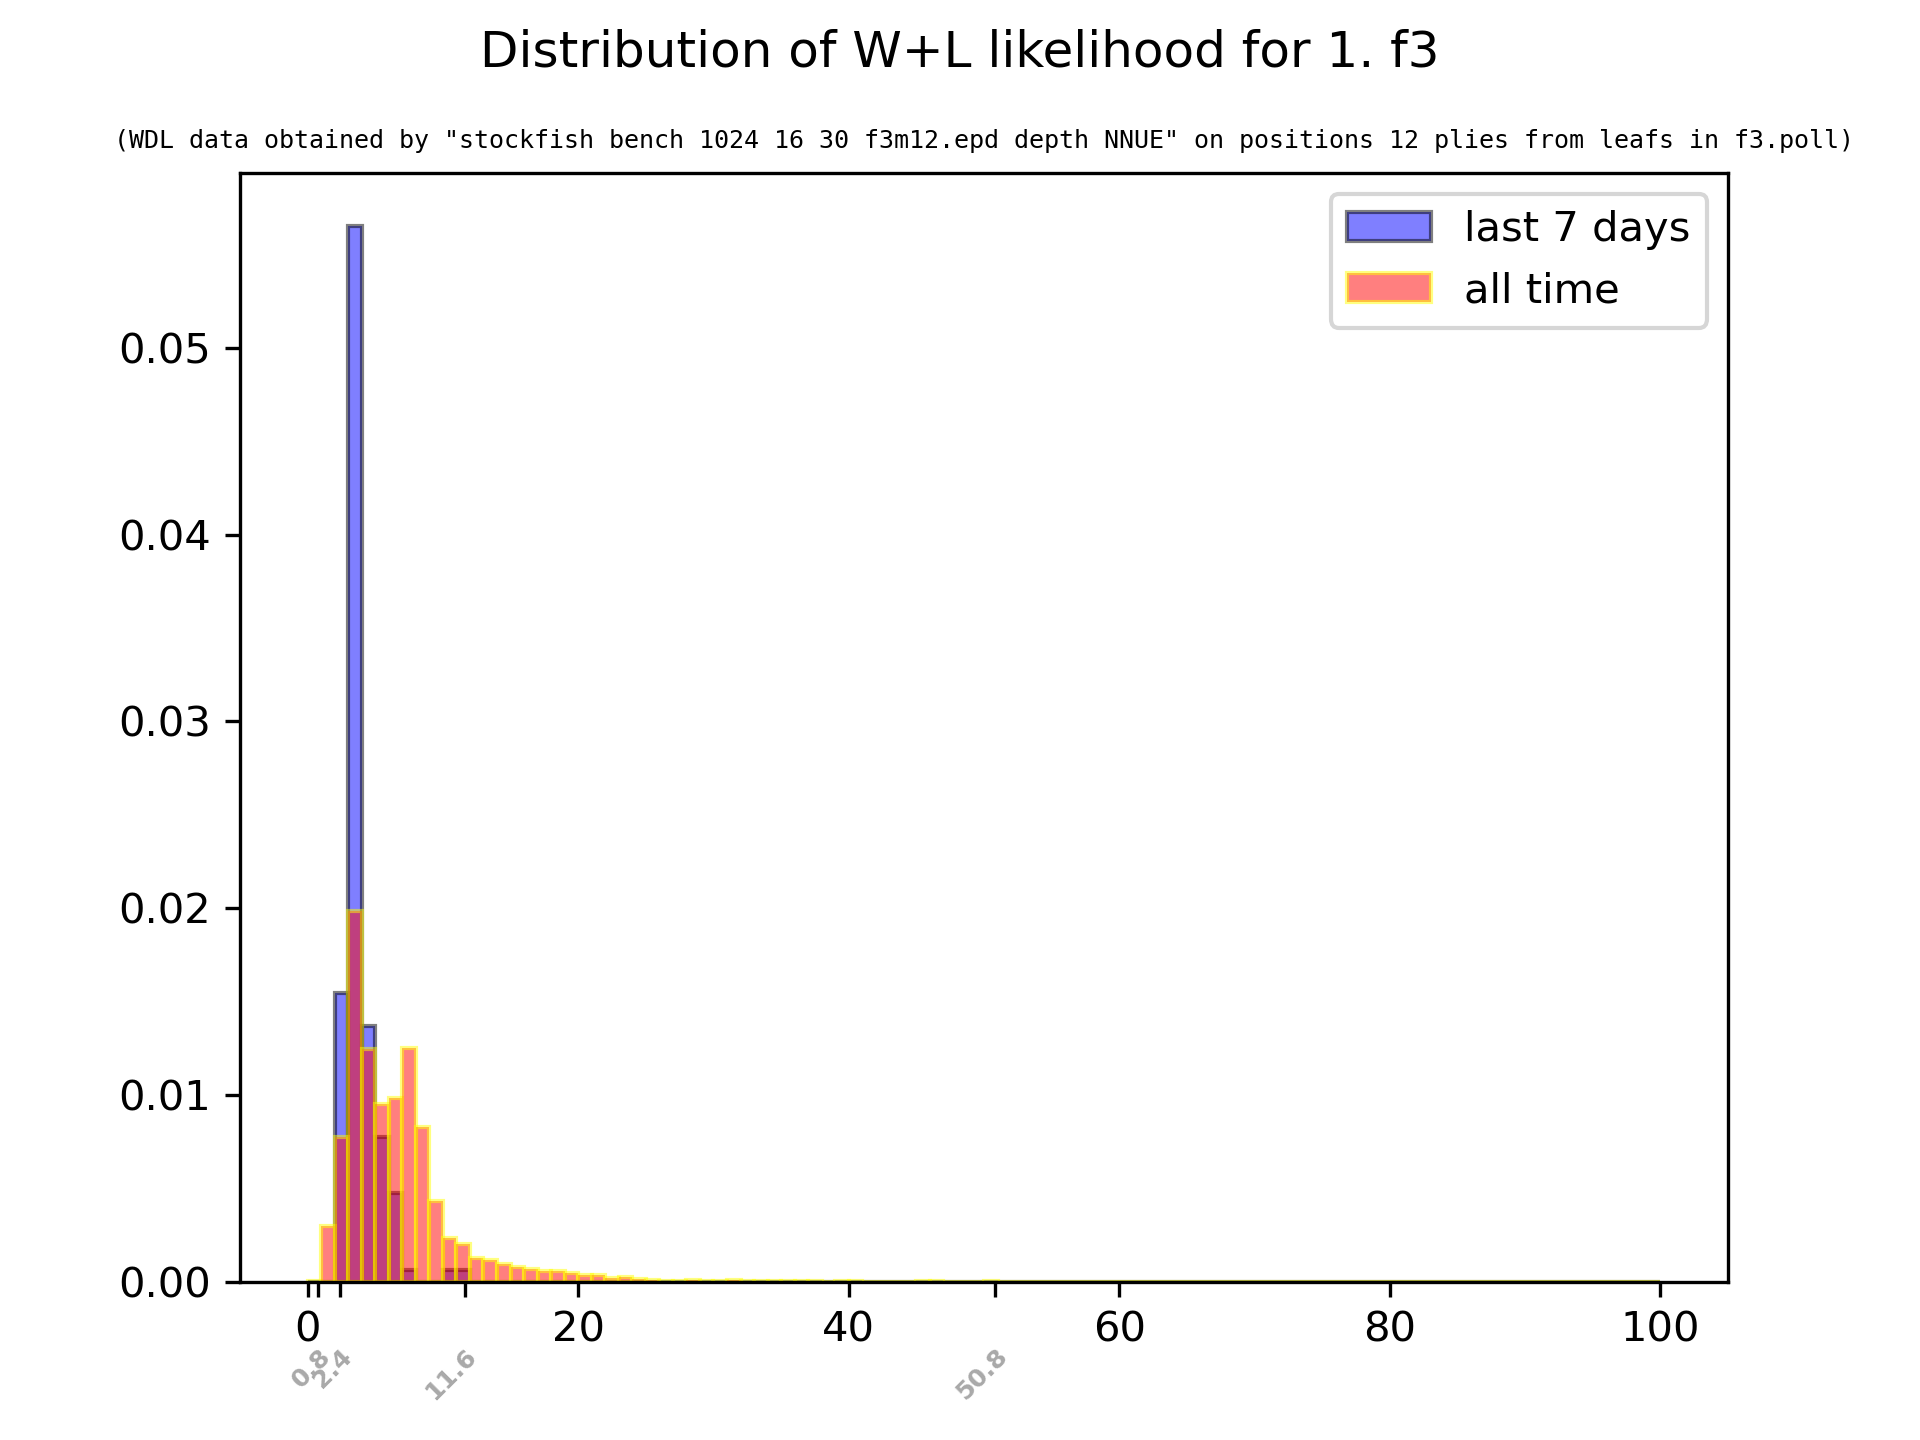 Distribution of W+L likelihood for 1. f3
(WDL data obtained by "stockfish bench 1024 16 30 f3m12.epd depth NNUE" on positions 12 plies from leafs in f3.poll)
last 7 days
all time
0.05
0.04
0.03
0.02
0.01
0.00
0 20 40 60 80 100
0.8 2.4 11.6 50.8